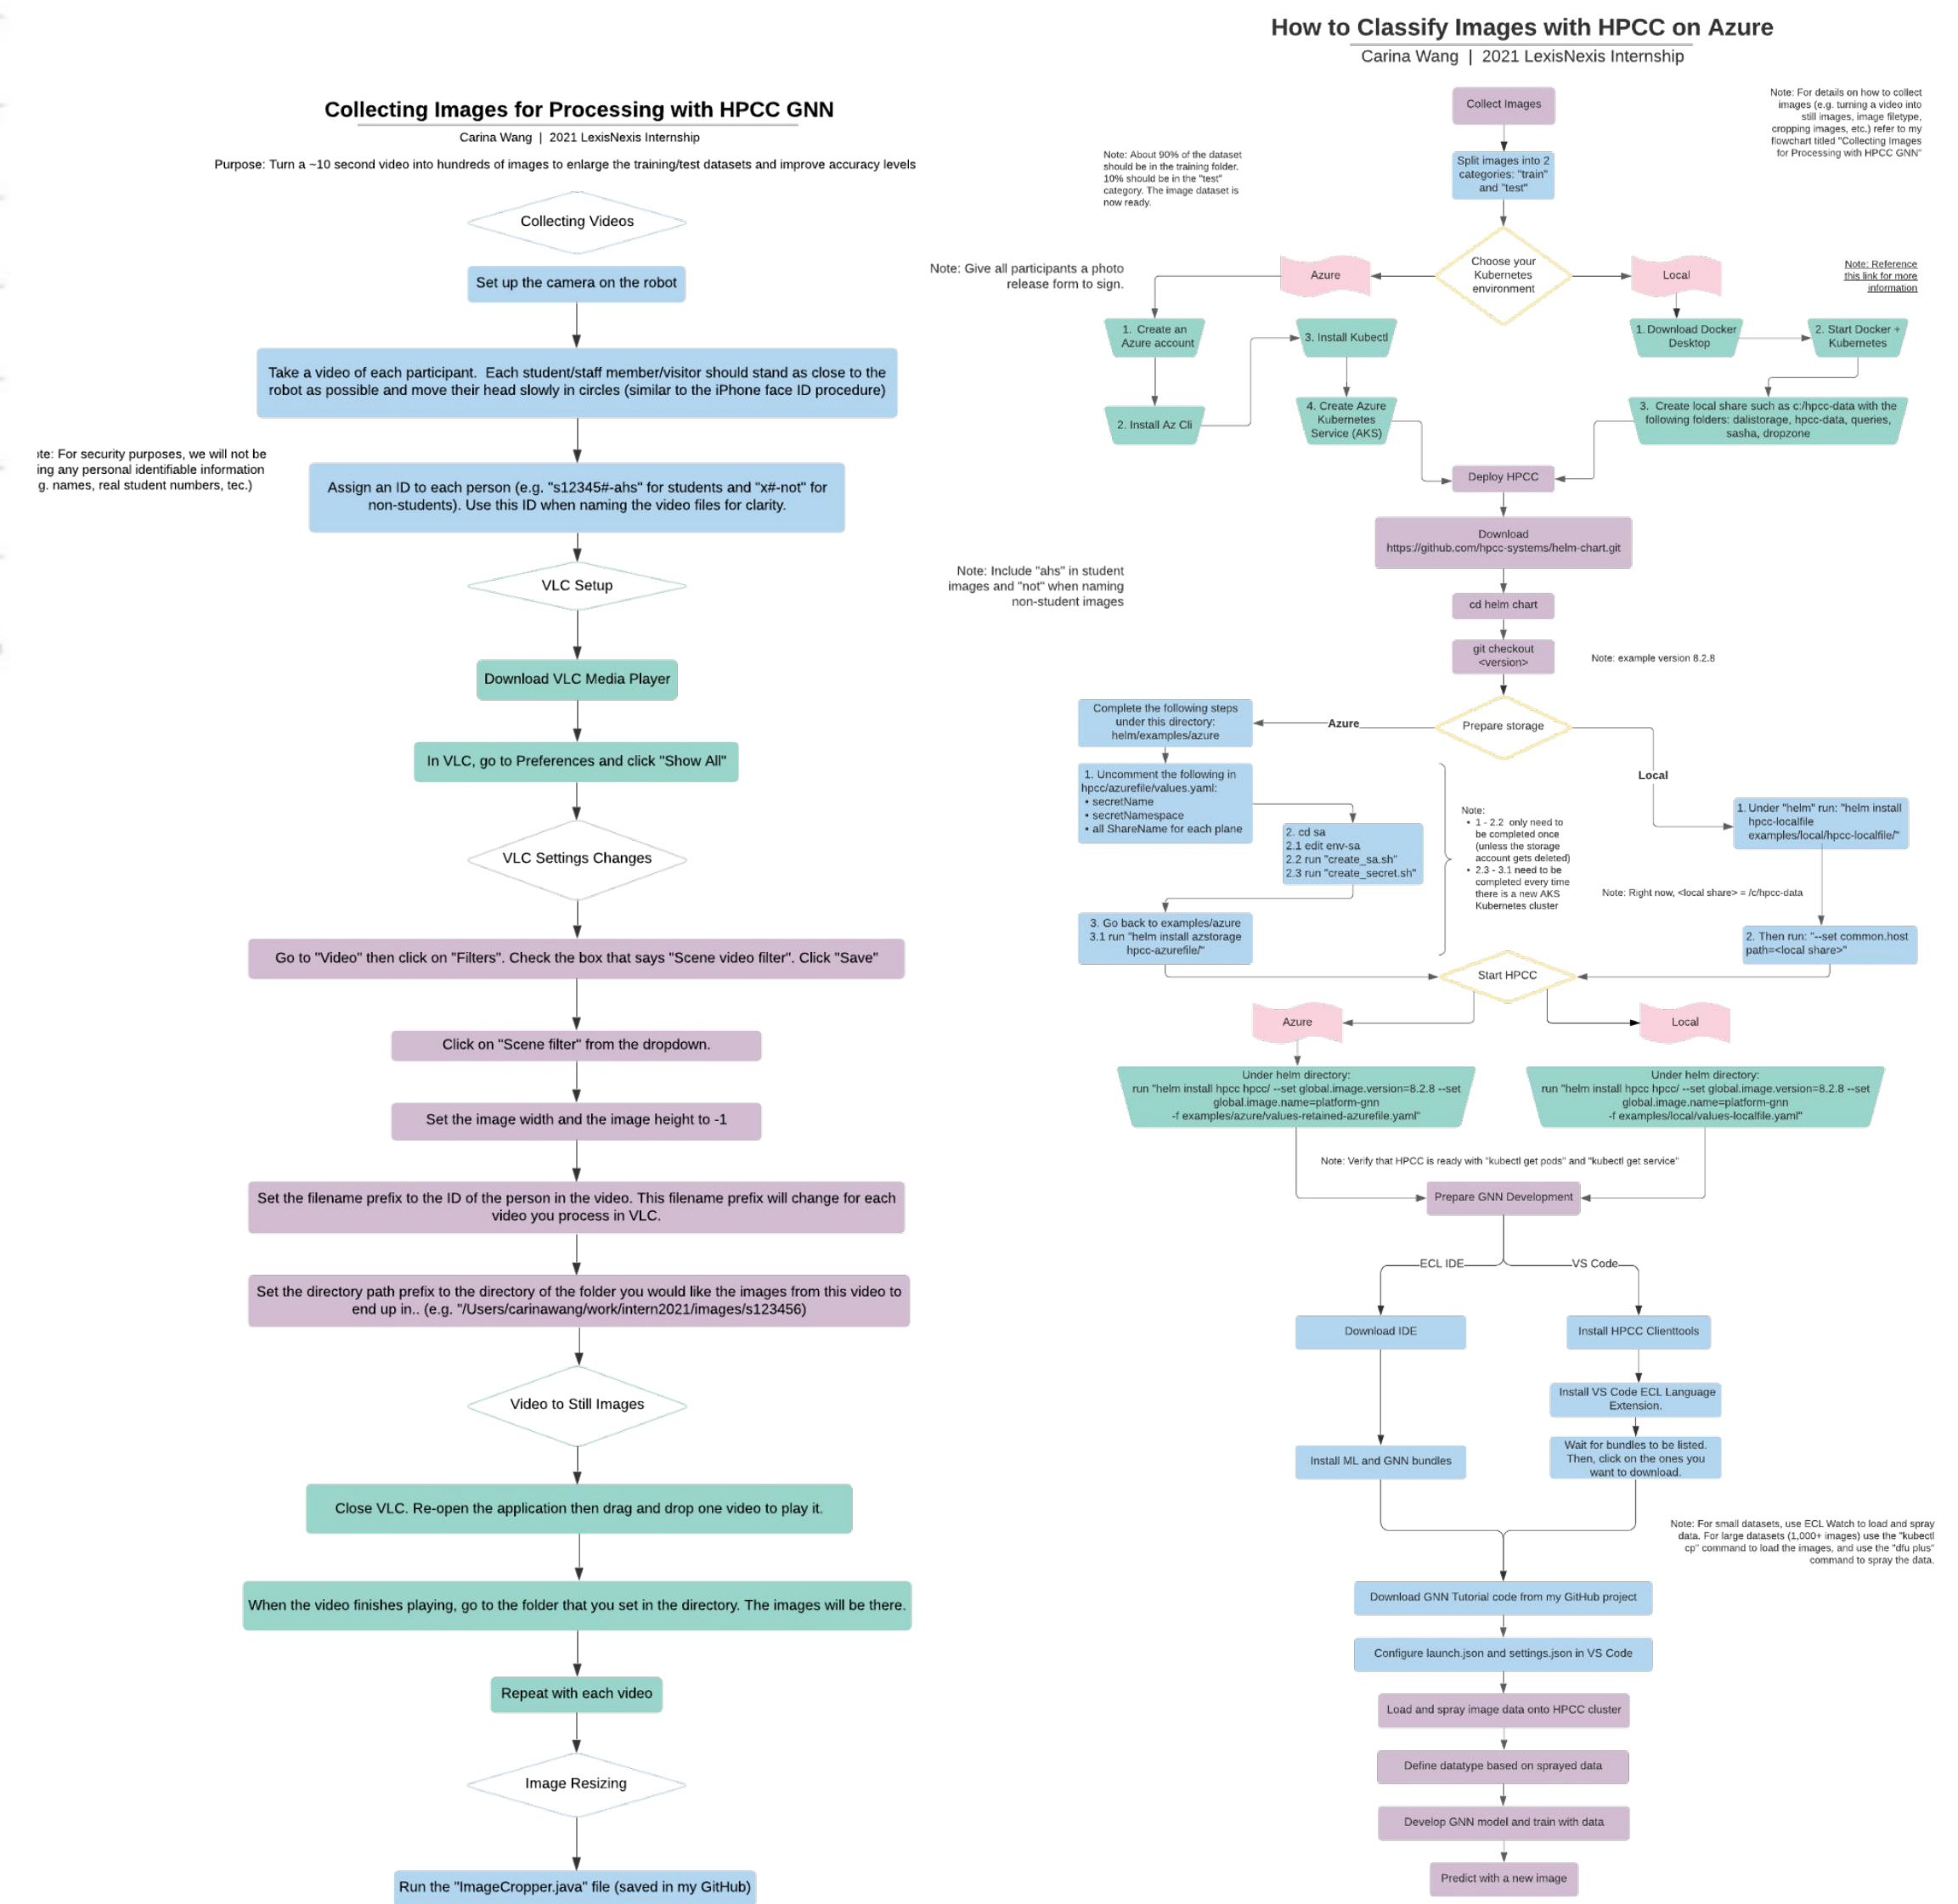 Collecting Images for Processing with HPCC GNN
Carina Wang | 2021 LexisNexis Internship
Purpose: Turn a ~10 second video into hundreds of images to enlarge the training/test datasets and improve accuracy levels
Collecting Videos
Set up the camera on the robot
Take a video of each participant. Each student/staff member/visitor should stand as close to the
robot as possible and move their head slowly in circles (similar to the iPhone face ID procedure)
For security purposes, we will not be
any personal identifiable information
names, real student numbers, tec.)
Assign an ID to each person (e.g. "s12345#-ahs" for students and "x#-not" for
non-students). Use this ID when naming the video files for clarity.
VLC Setup
Download VLC Media Player
In VLC, go to Preferences and click "Show All"
VLC Settings Changes
Go to "Video" then click on "Filters". Check the box that says "Scene video filter". Click "Save"
Click on "Scene filter" from the dropdown.
Set the image width and the image height to -1
Set the filename prefix to the ID of the person in the video. This filename prefix will change for each
video you process in VLC.
Set the directory path prefix to the directory of the folder you would like the images from this video to
end up in.. (e.g. "/Users/carinawang/work/intern2021/images/s123456)
Video to Still Images
Close VLC. Re-open the application then drag and drop one video to play it.
When the video finishes playing, go to the folder that you set in the directory. The images will be there.
Repeat with each video
Image Resizing
Run the "ImageCropper.java" file (saved in my GitHub)
How to Classify Images with HPCC on Azure
Carina Wang | 2021 LexisNexis Internship
Collect Images
Note: For details on how to collect
images (e.g. turning a video into
still images, image filetype,
cropping images, etc.) refer to my
flowchart titled "Collecting Images
for Processing with HPCC GNN"
Note: About 90% of the dataset
should be in the training folder.
10% should be in the "test"
category. The image dataset is
now ready.
Split images into 2
categories: "train"
and "test"
Note: Give all participants a photo
release form to sign.
Azure
Choose your
Kubernetes
environment
Local
Note: Reference
this link for more
information
1. Create an
Azure account
3. Install Kubectl
1. Download Docker
Desktop
2. Start Docker +
Kubernetes
2. Install Az Cli
4. Create Azure
Kubernetes
Service (AKS)
3. Create local share such as c:/hpcc-data with the
following folders: dalistorage, hpcc-data, queries,
sasha, dropzone
Deploy HPCC
Download
https://github.com/hpcc-systems/helm-chart.git
Note: Include "ahs" in student
images and "not" when naming
non-student images
cd helm chart
git checkout
<version>
Note: example version 8.2.8
Complete the following steps
under this directory:
helm/examples/azure
Azure
Prepare storage
Local
1. Uncomment the following in
hpcc/azurefile/values.yaml:
• secretName
• secretNamespace
• all ShareName for each plane
2. cd sa
2.1 edit env-sa
2.2 run "create_sa.sh"
2.3 run "create_secret.sh"
Note:
• 1 - 2.2 only need to
be completed once
(unless the storage
account gets deleted)
• 2.3 - 3.1 need to be
completed every time
there is a new AKS
Kubernetes cluster
1. Under "helm" run: "helm install
hpcc-localfile
examples/local/hpcc-localfile/"
Note: Right now, <local share> = /c/hpcc-data
3. Go back to examples/azure
3.1 run "helm install azstorage
hpcc-azurefile/"
2. Then run: "--set common.host
path=<local share>"
Start HPCC
Azure
Local
Under helm directory:
run "helm install hpcc hpcc/ --set global.image.version=8.2.8 --set
global.image.name=platform-gnn
-f examples/azure/values-retained-azurefile.yaml"
Under helm directory:
run "helm install hpcc hpcc/ --set global.image.version=8.2.8 --set
global.image.name=platform-gnn
-f examples/local/values-localfile.yaml"
Note: Verify that HPCC is ready with "kubectl get pods" and "kubectl get service"
Prepare GNN Development
ECL IDE
VS Code
Download IDE
Install HPCC Clienttools
Install VS Code ECL Language
Extension.
Install ML and GNN bundles
Wait for bundles to be listed.
Then, click on the ones you
want to download.
Note: For small datasets, use ECL Watch to load and spray
data. For large datasets (1,000+ images) use the "kubectl
cp" command to load the images, and use the "dfu plus"
command to spray the data.
Download GNN Tutorial code from my GitHub project
Configure launch.json and settings.json in VS Code
Load and spray image data onto HPCC cluster
Define datatype based on sprayed data
Develop GNN model and train with data
Predict with a new image